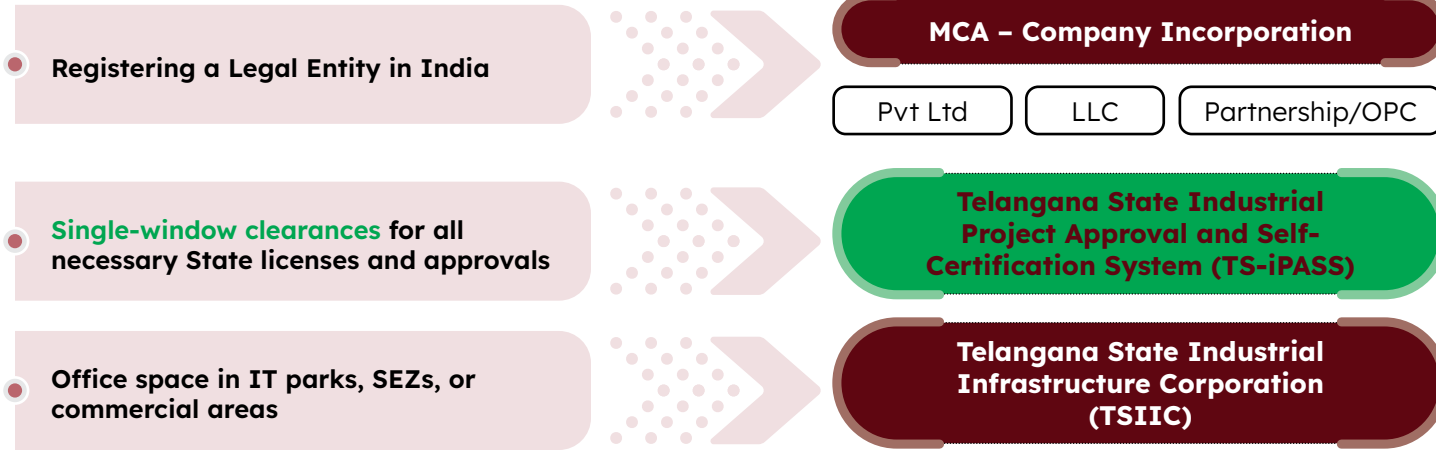 Registering a Legal Entity in India
MCA – Company Incorporation
Pvt Ltd
LLC
Partnership/OPC
Single-window clearances for all
necessary State licenses and approvals
Telangana State Industrial
Project Approval and Self-
Certification System (TS-iPASS)
Office space in IT parks, SEZs, or
commercial areas
Telangana State Industrial
Infrastructure Corporation
(TSIIC)